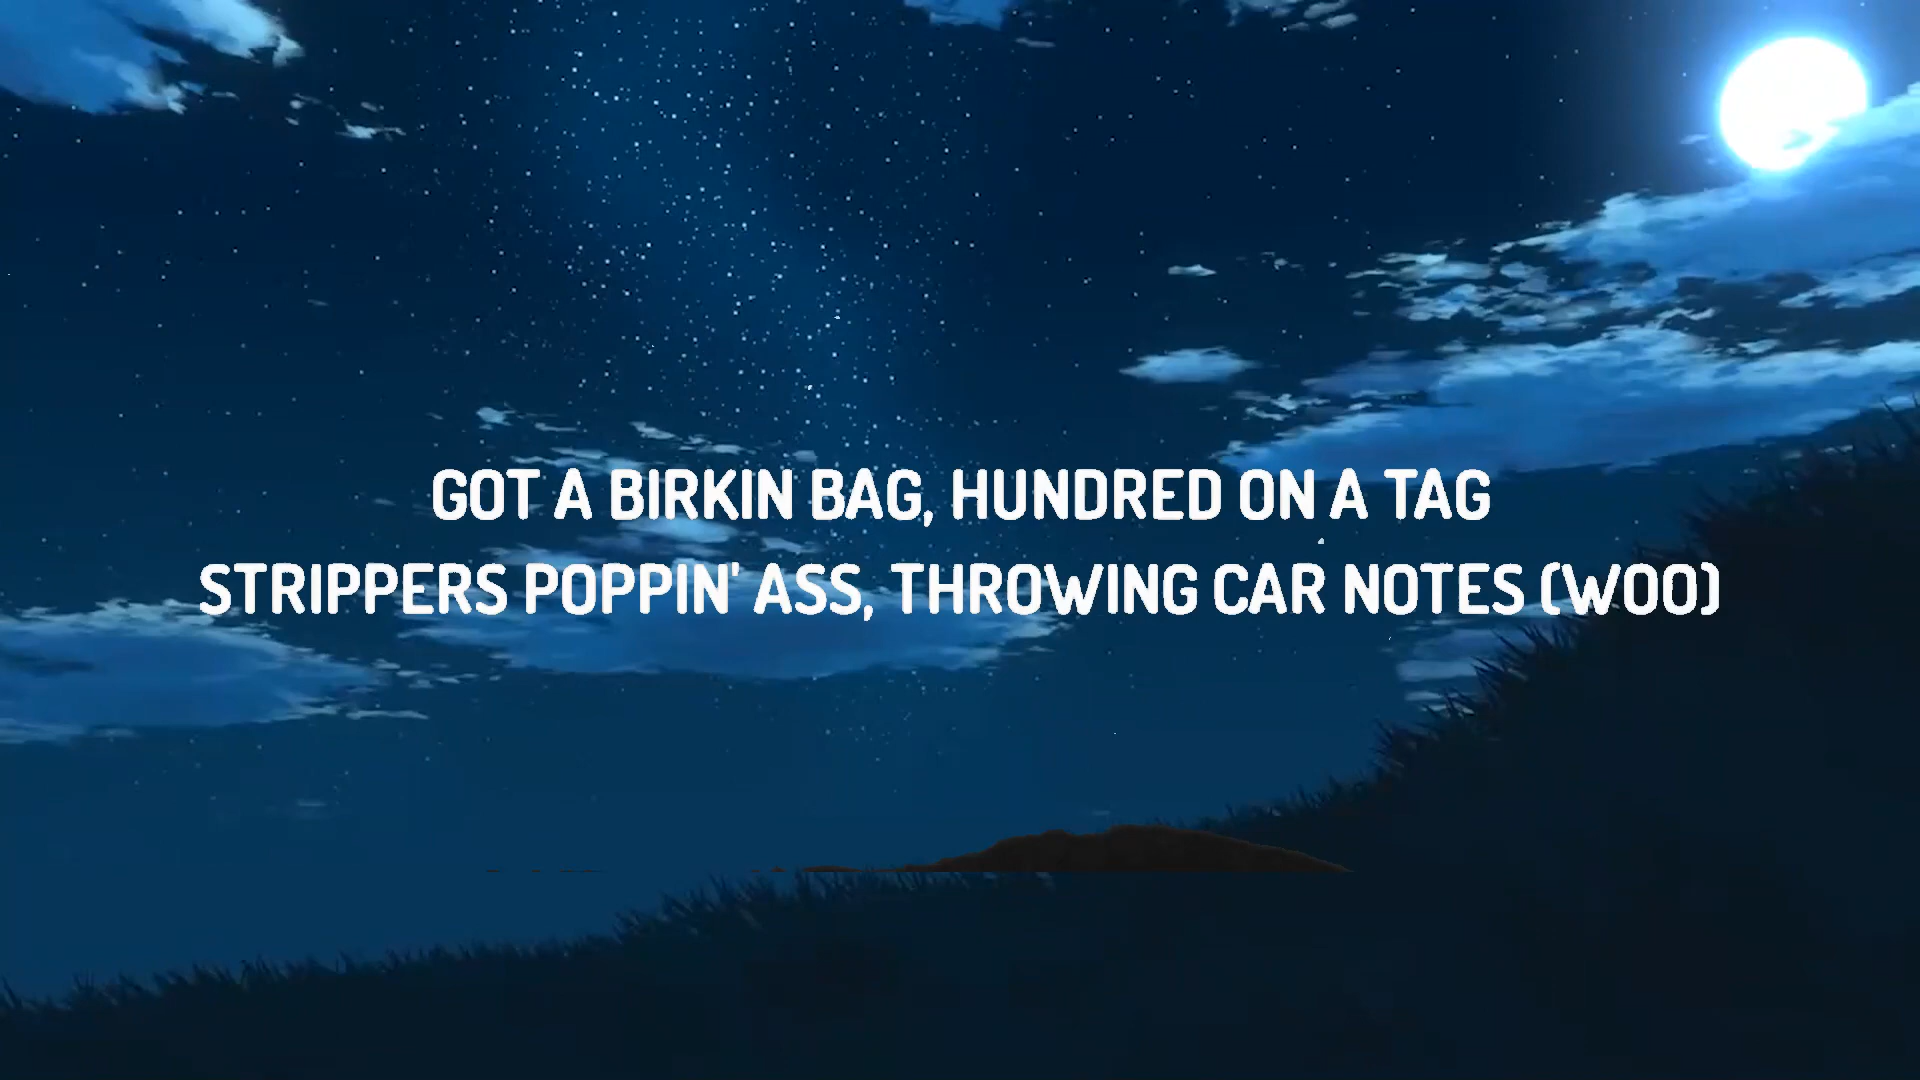 GOT A BIRKIN BAG, HUNDRED ON A TAG
STRIPPERS POPPIN' ASS, THROWING CAR NOTES (WOO)